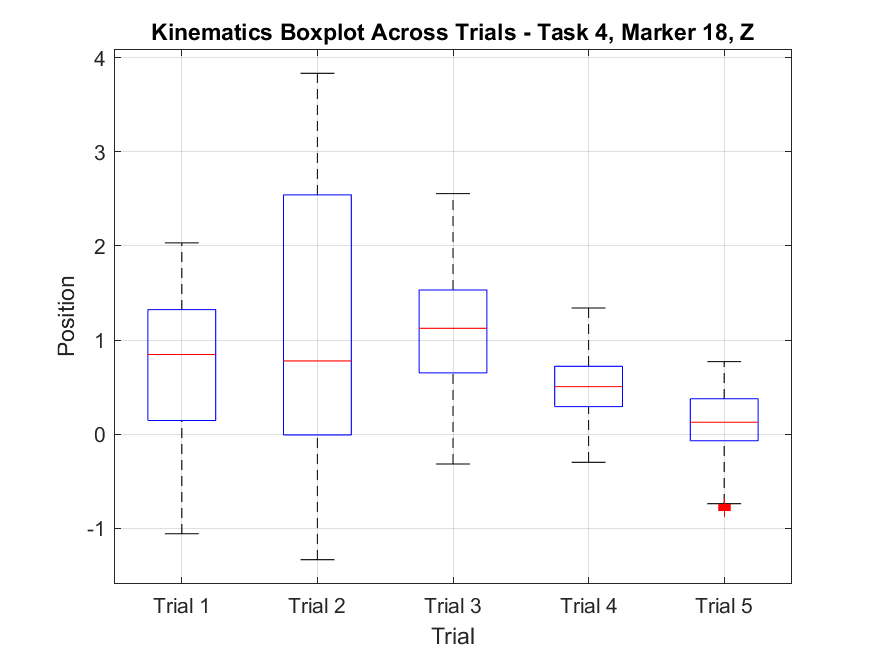 Kinematics Boxplot Across Trials - Task 4, Marker 18, Z
4
3
2
1
0
-1
Position
Trial 1 Trial 2 Trial 3 Trial 4 Trial 5
Trial